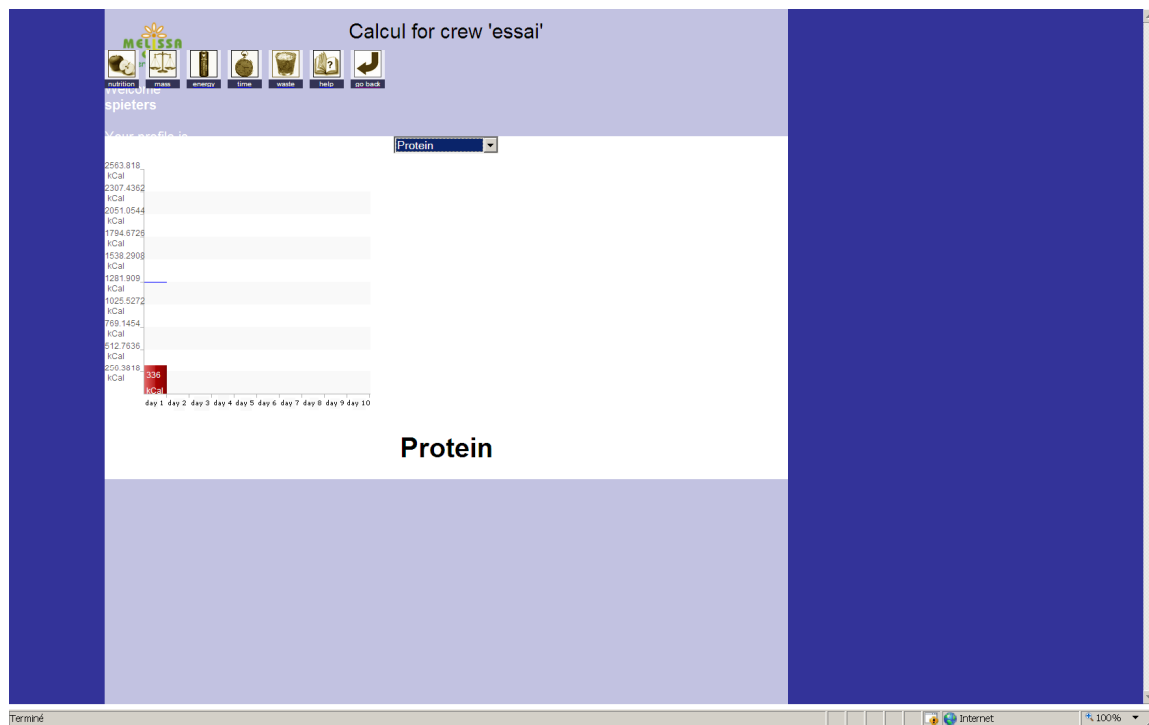 Calcul for crew 'essai'
MELISSA
nutrition mass energy time waste help go back
Welcome
spieters
Your profile is
Protein
2563.818
kCal
2307.4362
kCal
2051.0544
kCal
1794.6726
kCal
1538.2908
kCal
1281.909
kCal
1025.5272
kCal
769.1454
kCal
512.7636
kCal
256.3818
kCal
336
kCal
day 1 day 2 day 3 day 4 day 5 day 6 day 7 day 8 day 9 day 10
Protein
Terminé Internet 100%